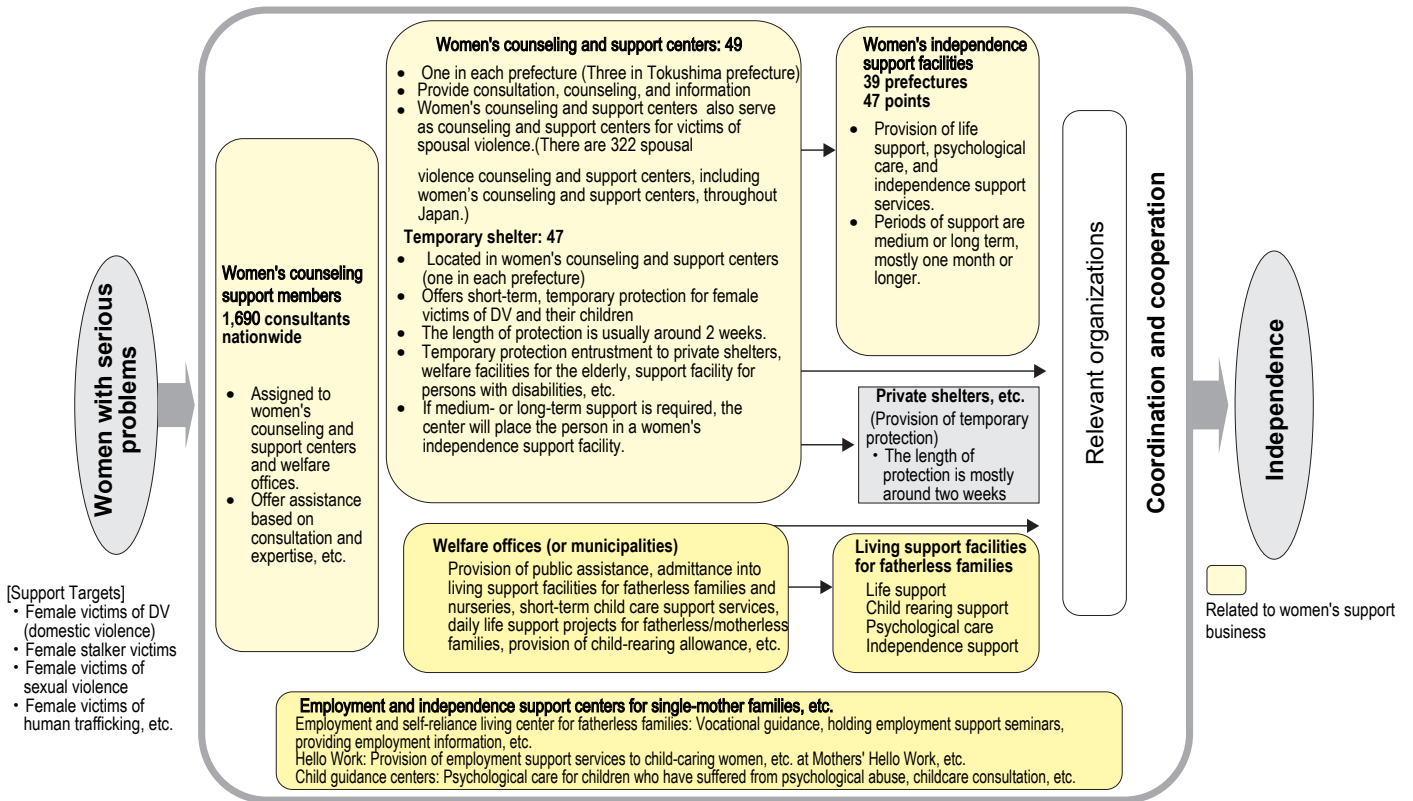 Women with serious
problems
[Support Targets]
・Female victims of DV
(domestic violence)
・Female stalker victims
・Female victims of
sexual violence
・Female victims of
human trafficking, etc.
Women's counseling
support members
1,690 consultants
nationwide
● Assigned to
women's
counseling and
support centers
and welfare
offices.
● Offer assistance
based on
consultation and
expertise, etc.
Women's counseling and support centers: 49
● One in each prefecture (Three in Tokushima prefecture)
● Provide consultation, counseling, and information
● Women's counseling and support centers also serve
as counseling and support centers for victims of
spousal violence.(There are 322 spousal
violence counseling and support centers, including
women's counseling and support centers, throughout
Japan.)
Temporary shelter: 47
● Located in women's counseling and support centers
(one in each prefecture)
● Offers short-term, temporary protection for female
victims of DV and their children
● The length of protection is usually around 2 weeks.
● Temporary protection entrustment to private shelters,
welfare facilities for the elderly, support facility for
persons with disabilities, etc.
● If medium- or long-term support is required, the
center will place the person in a women's
independence support facility.
Women's independence
support facilities
39 prefectures
47 points
● Provision of life
support, psychological
care, and
independence support
services.
● Periods of support are
medium or long term,
mostly one month or
longer.
Private shelters, etc.
(Provision of temporary
protection)
・The length of
protection is mostly
around two weeks
Welfare offices (or municipalities)
Provision of public assistance, admittance into
living support facilities for fatherless families and
nurseries, short-term child care support services,
daily life support projects for fatherless/motherless
families, provision of child-rearing allowance, etc.
Living support facilities
for fatherless families
Life support
Child rearing support
Psychological care
Independence support
Employment and independence support centers for single-mother families, etc.
Employment and self-reliance living center for fatherless families: Vocational guidance, holding employment support seminars,
providing employment information, etc.
Hello Work: Provision of employment support services to child-caring women, etc. at Mothers' Hello Work, etc.
Child guidance centers: Psychological care for children who have suffered from psychological abuse, childcare consultation, etc.
Relevant organizations
Coordination and cooperation
Independence
Related to women's support
business